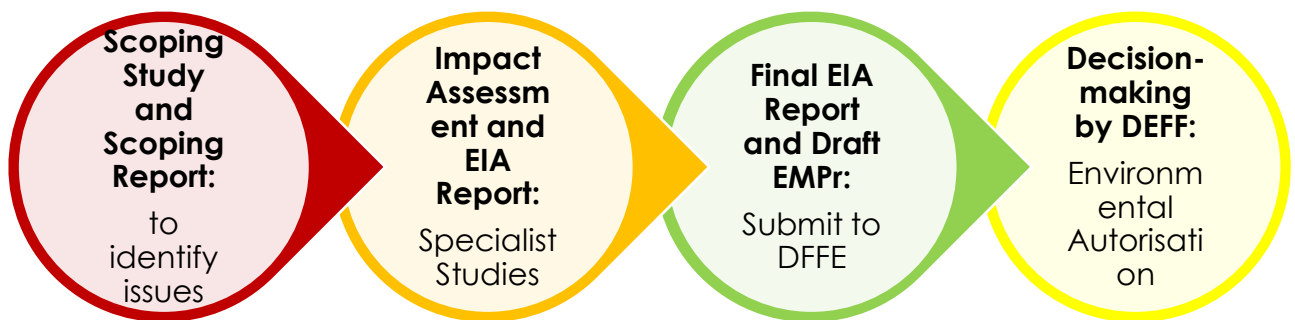 Scoping
Study
and
Scoping
Report:
to
identify
issues
Impact
Assessm
ent and
EIA
Report:
Specialist
Studies
Final EIA
Report
and Draft
EMPr:
Submit to
DFFE
Decision-
making
by DEFF:
Environm
ental
Autorisati
on